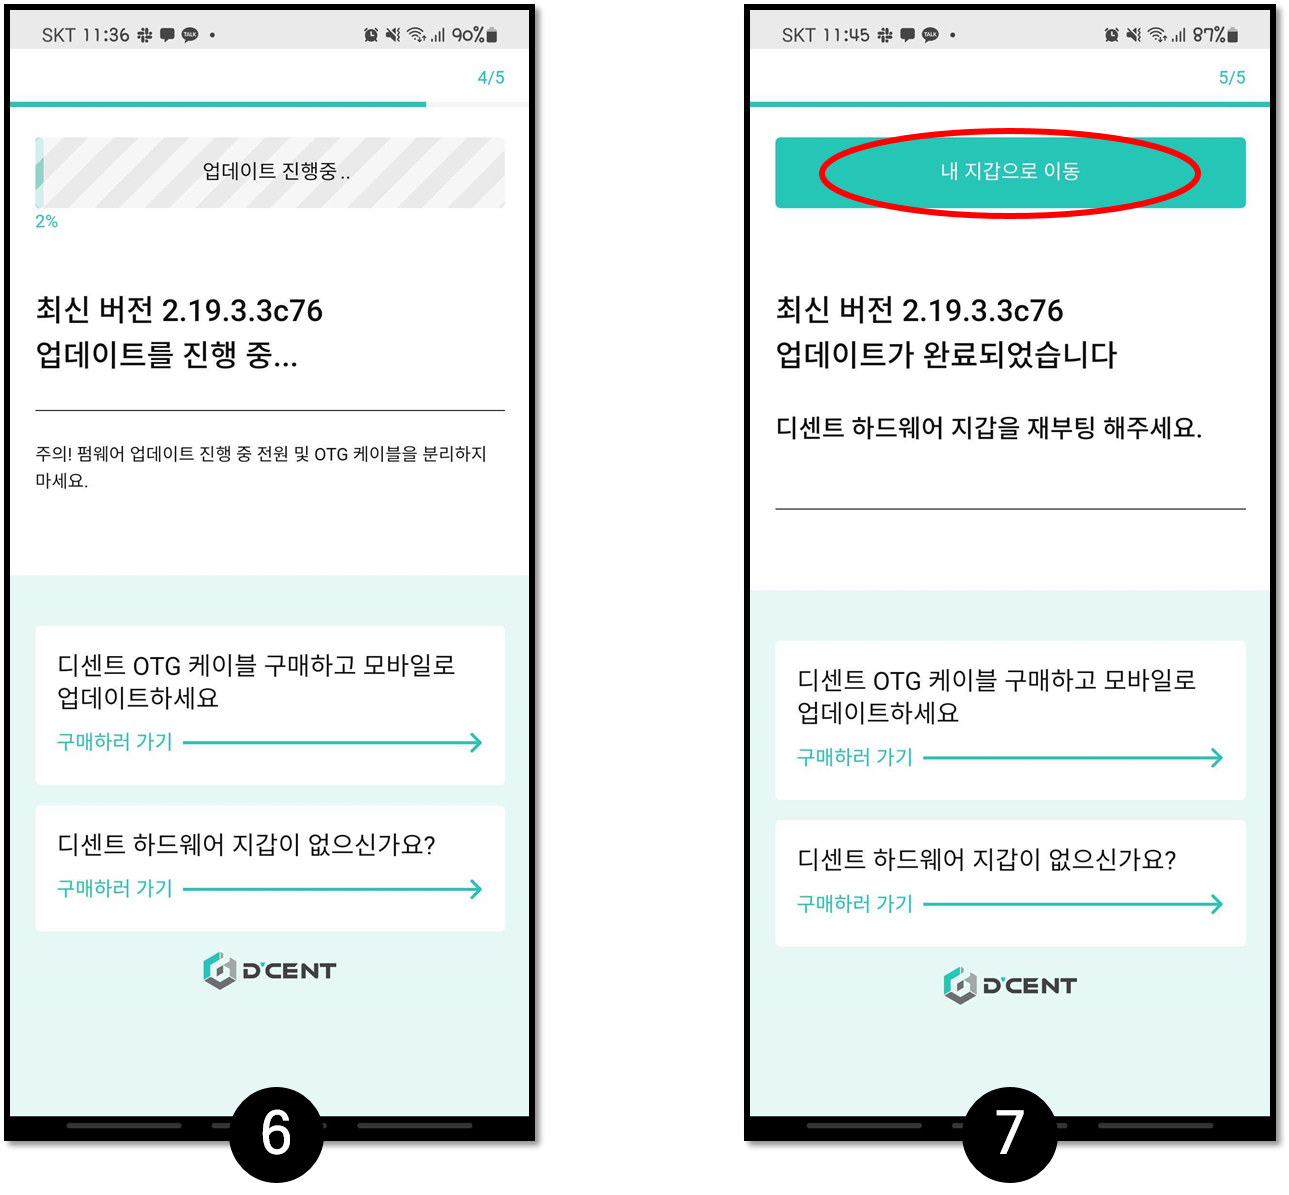 SKT 11:36 TALK 90%
4/5
업데이트 진행중..
2%
최신 버전 2.19.3.3c76
업데이트를 진행 중...
주의! 펌웨어 업데이트 진행 중 전원 및 OTG 케이블을 분리하지
마세요.
디센트 OTG 케이블 구매하고 모바일로
업데이트하세요
구매하러 가기
디센트 하드웨어 지갑이 없으신가요?
구매하러 가기
D'CENT
6
SKT 11:45 TALK 87%
5/5
내 지갑으로 이동
최신 버전 2.19.3.3c76
업데이트가 완료되었습니다
디센트 하드웨어 지갑을 재부팅 해주세요.
디센트 OTG 케이블 구매하고 모바일로
업데이트하세요
구매하러 가기
디센트 하드웨어 지갑이 없으신가요?
구매하러 가기
D'CENT
7